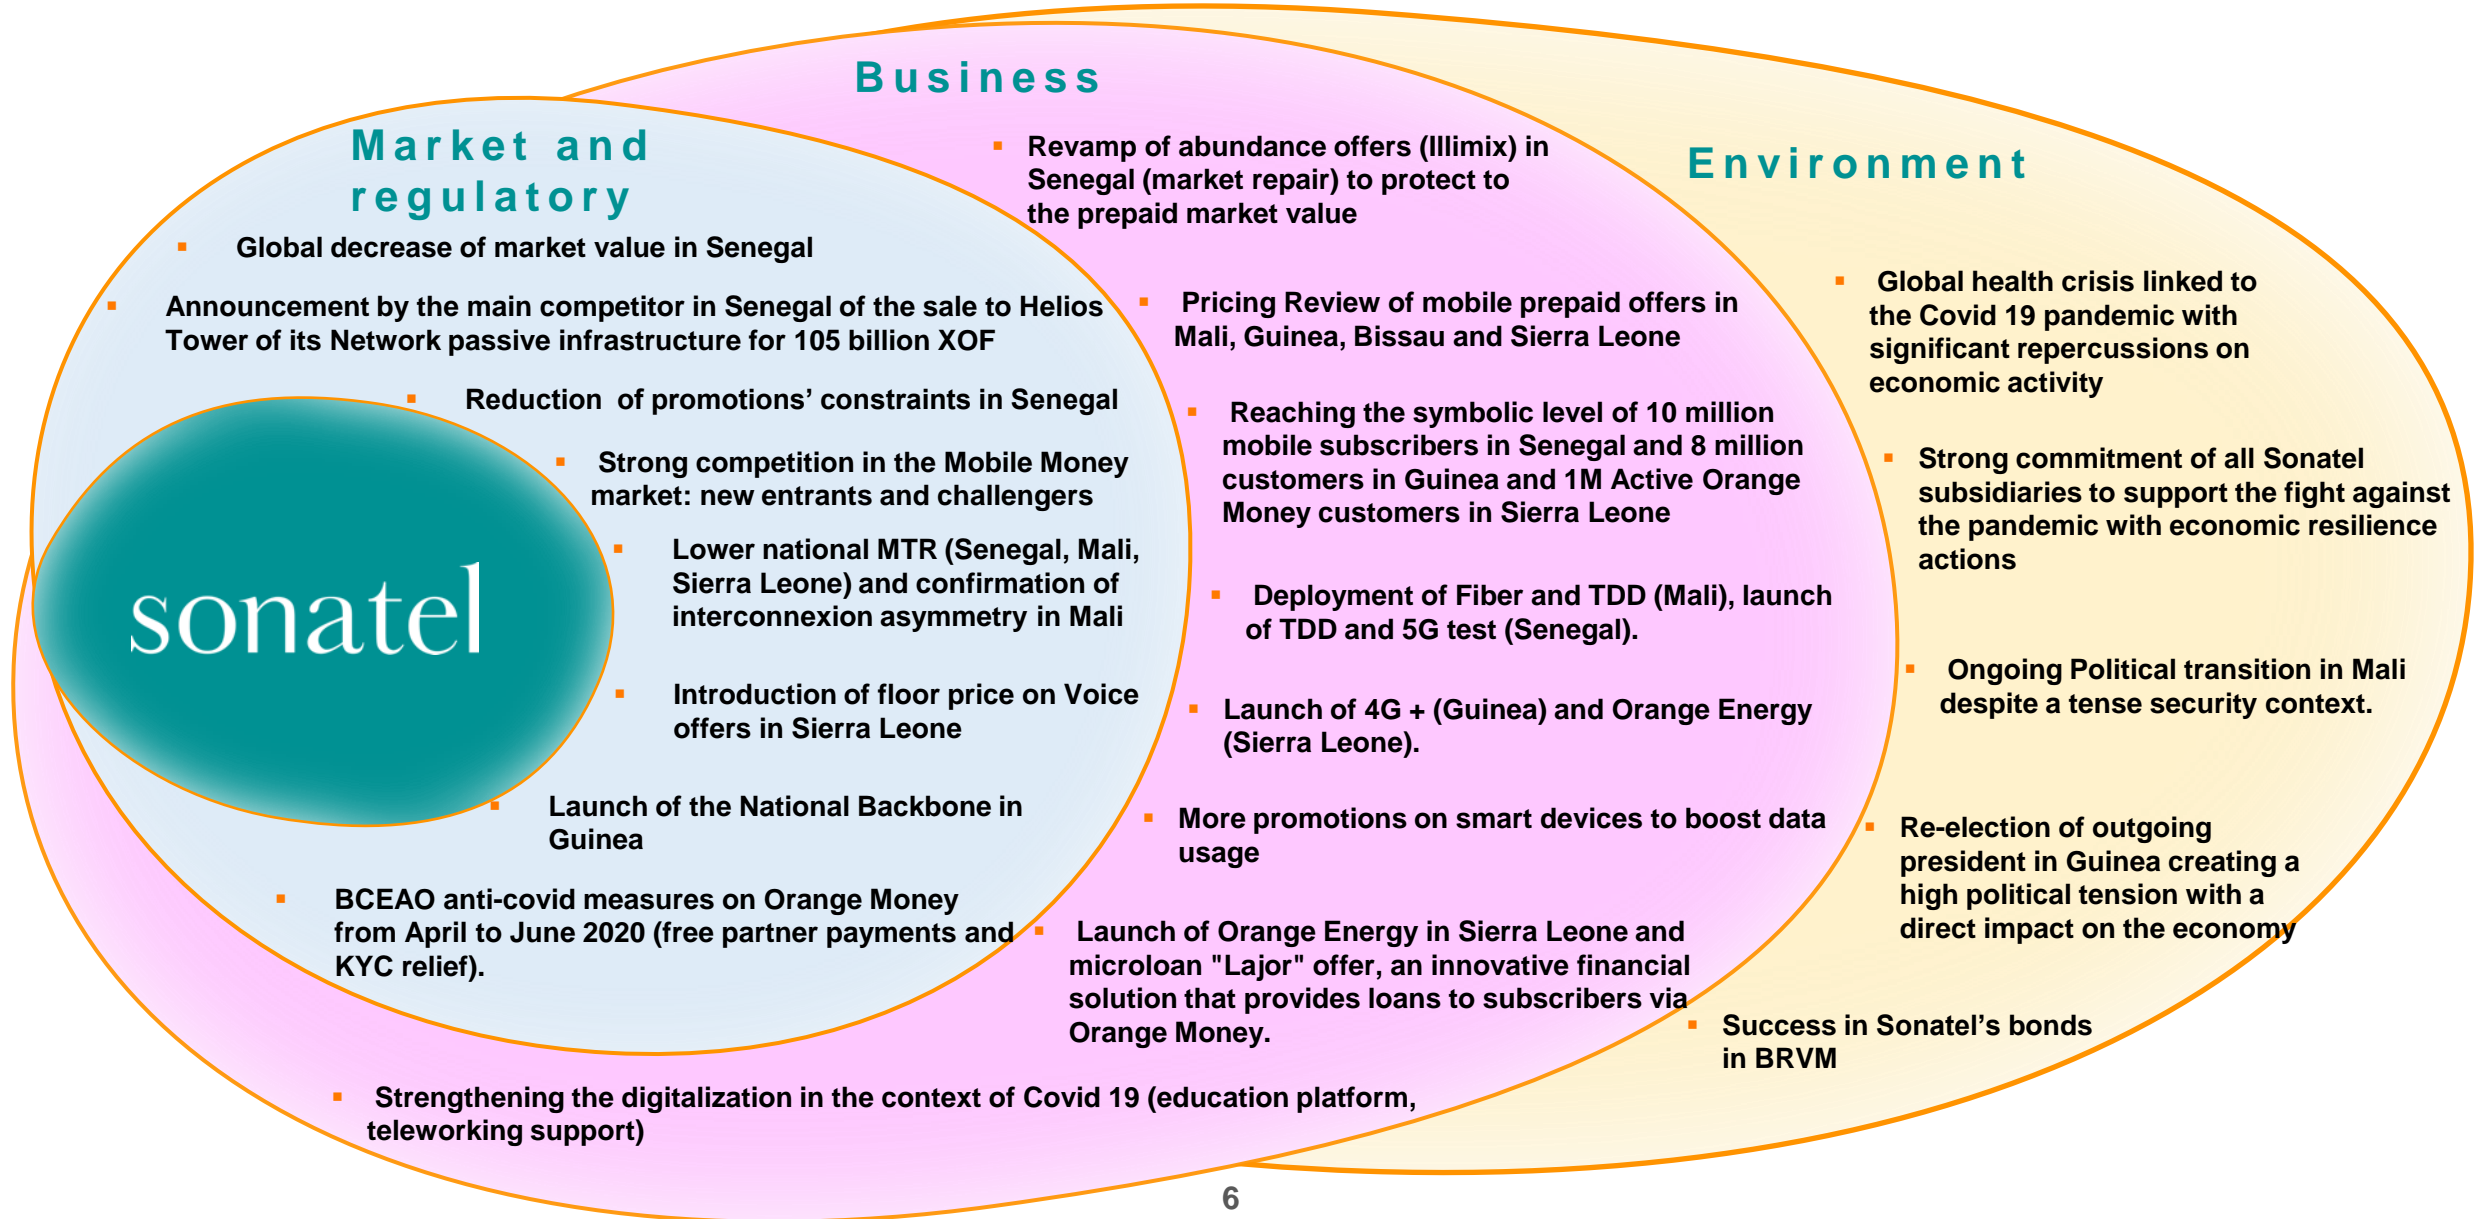 Business
Market and
regulatory
Environment
▪ Global decrease of market value in Senegal
▪ Announcement by the main competitor in Senegal of the sale to Helios
Tower of its Network passive infrastructure for 105 billion XOF
▪ Reduction of promotions’ constraints in Senegal
▪ Strong competition in the Mobile Money
market: new entrants and challengers
▪ Lower national MTR (Senegal, Mali,
Sierra Leone) and confirmation of
interconnexion asymmetry in Mali
▪ Introduction of floor price on Voice
offers in Sierra Leone
▪ Launch of the National Backbone in
Guinea
▪ BCEAO anti-covid measures on Orange Money
from April to June 2020 (free partner payments and
KYC relief).
sonatel
▪ Revamp of abundance offers (Illimix) in
Senegal (market repair) to protect to
the prepaid market value
▪ Pricing Review of mobile prepaid offers in
Mali, Guinea, Bissau and Sierra Leone
▪ Reaching the symbolic level of 10 million
mobile subscribers in Senegal and 8 million
customers in Guinea and 1M Active Orange
Money customers in Sierra Leone
▪ Deployment of Fiber and TDD (Mali), launch
of TDD and 5G test (Senegal).
▪ Launch of 4G + (Guinea) and Orange Energy
(Sierra Leone).
▪ More promotions on smart devices to boost data
usage
▪ Launch of Orange Energy in Sierra Leone and
microloan "Lajor" offer, an innovative financial
solution that provides loans to subscribers via
Orange Money.
▪ Strengthening the digitalization in the context of Covid 19 (education platform,
teleworking support)
▪ Global health crisis linked to
the Covid 19 pandemic with
significant repercussions on
economic activity
▪ Strong commitment of all Sonatel
subsidiaries to support the fight against
the pandemic with economic resilience
actions
▪ Ongoing Political transition in Mali
despite a tense security context.
▪ Re-election of outgoing
president in Guinea creating a
high political tension with a
direct impact on the economy
▪ Success in Sonatel’s bonds
in BRVM
6